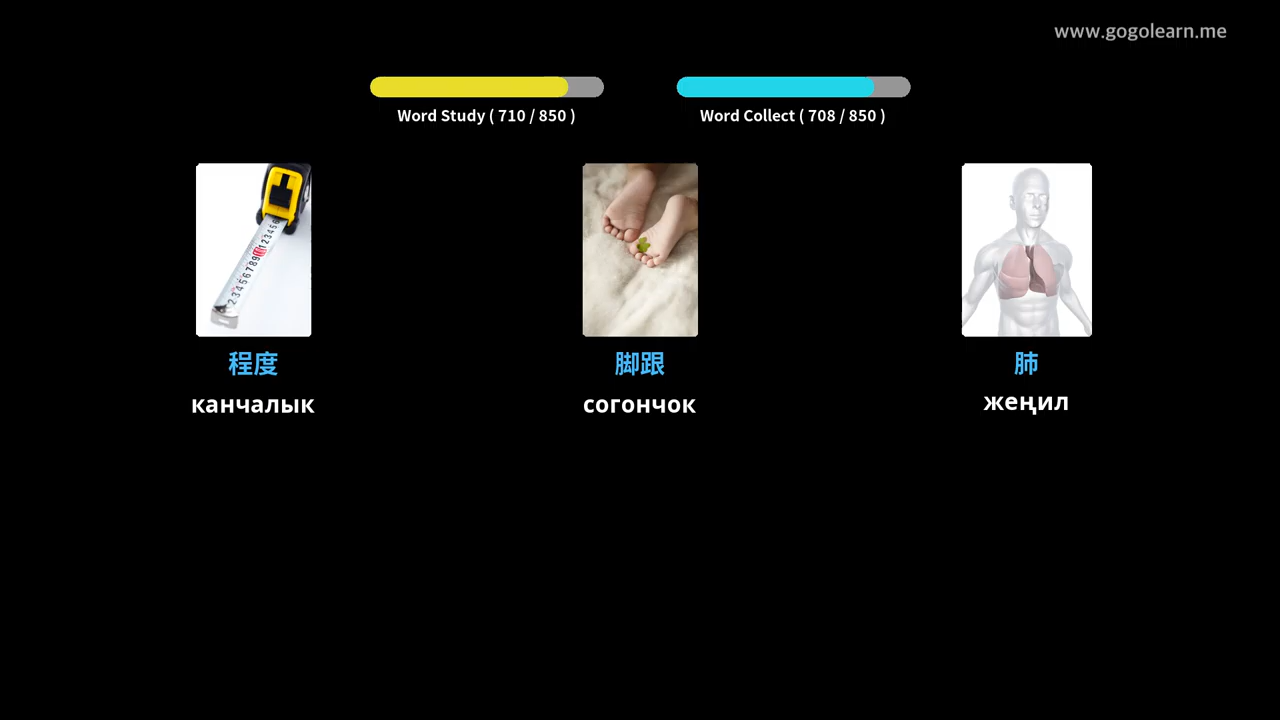 www.gogolearn.me
Word Study ( 710 / 850 )
Word Collect ( 708 / 850 )
程度
脚跟
肺
канчалык
согончок
жеңил